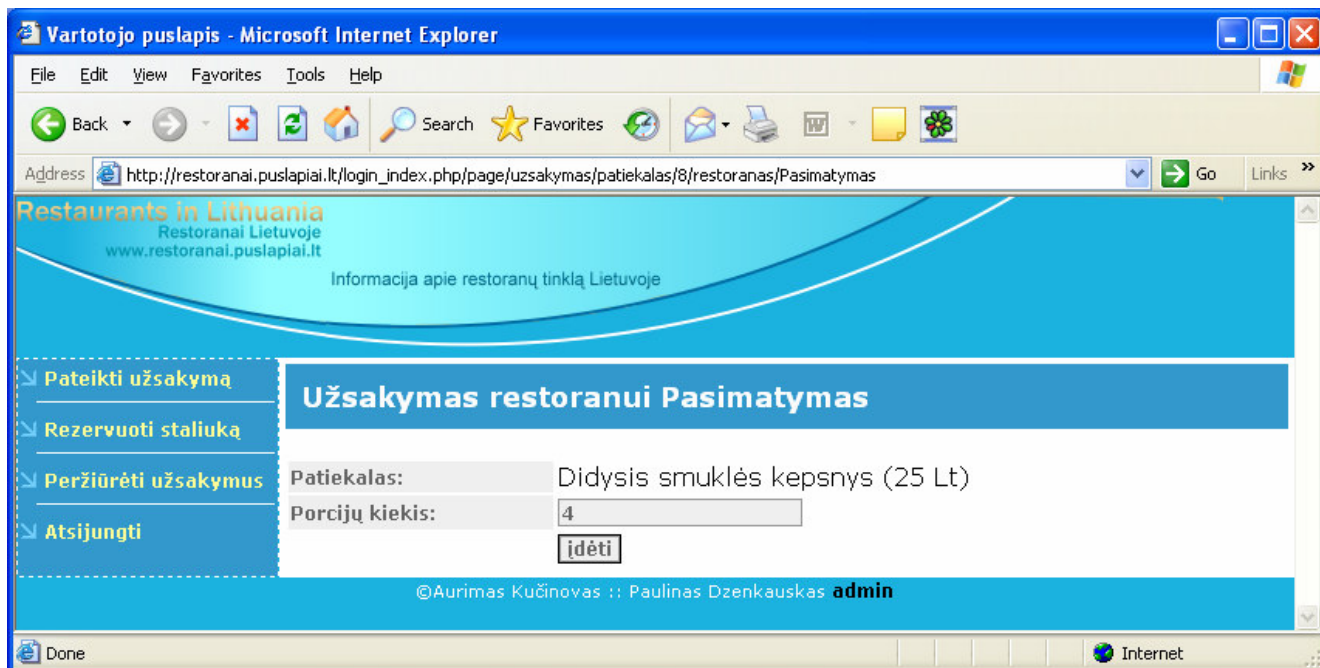 Vartotojo puslapis - Microsoft Internet Explorer
File Edit View Favorites Tools Help
Back Search Favorites
Address http://restoranai.puslapiai.lt/login_index.php/page/uzsakymas/patiekalas/8/restoranas/Pasimatymas Go Links »
Restaurants in Lithuania
Restoranai Lietuvoje
www.restoranai.puslapiai.lt
Informacija apie restoranų tinklą Lietuvoje
Pateikti užsakymą
Rezervuoti staliuką
Peržiūrėti užsakymus
Atsijungti
Užsakymas restoranui Pasimatymas
Patiekalas: Didysis smuklės kepsnys (25 Lt)
Porcijų kiekis: 4
įdėti
©Aurimas Kučinovas :: Paulinas Dzenkauskas admin
Done Internet